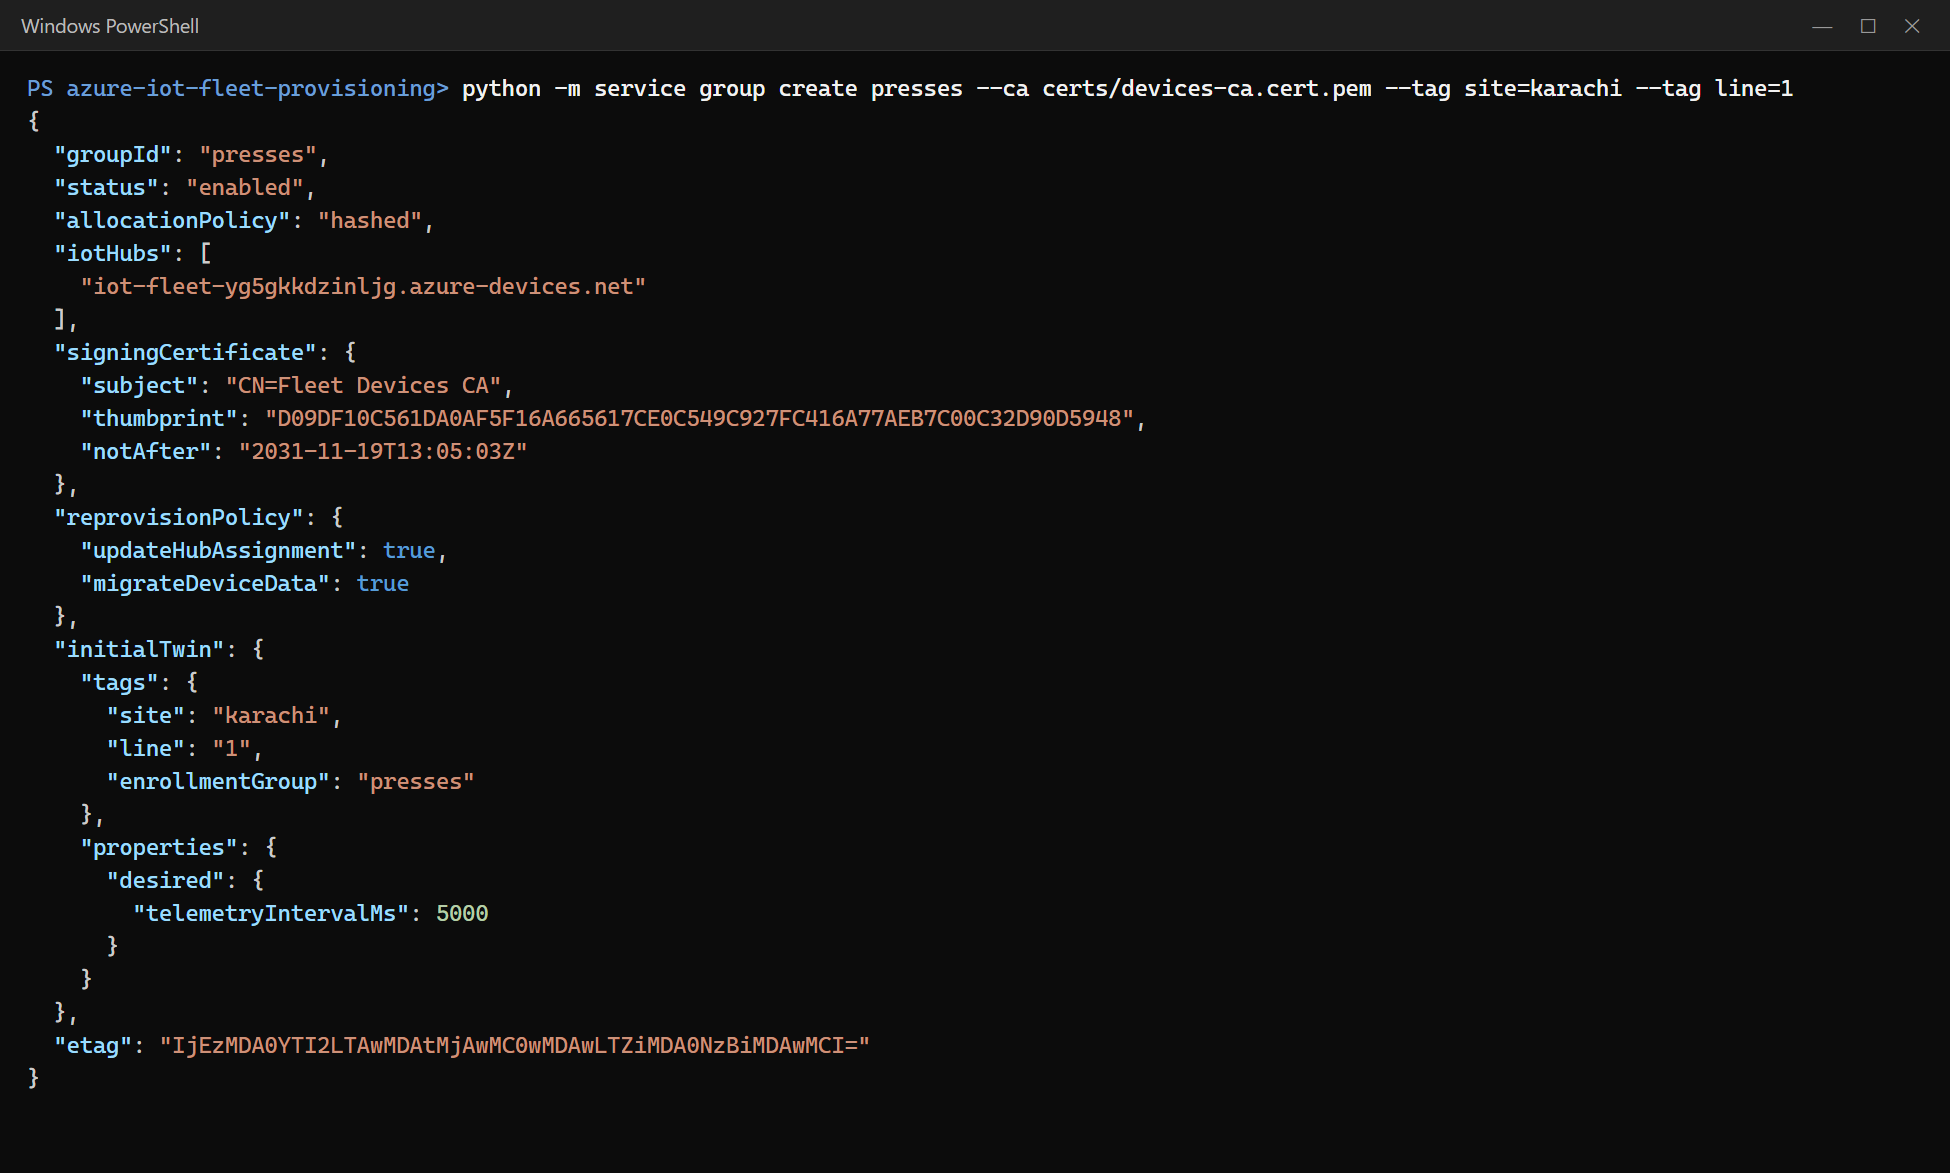 Windows PowerShell
PS azure-iot-fleet-provisioning> python -m service group create presses --ca certs/devices-ca.cert.pem --tag site=karachi --tag line=1
{
  "groupId": "presses",
  "status": "enabled",
  "allocationPolicy": "hashed",
  "iotHubs": [
    "iot-fleet-yg5gkkdzinljg.azure-devices.net"
  ],
  "signingCertificate": {
    "subject": "CN=Fleet Devices CA",
    "thumbprint": "D09DF10C561DA0AF5F16A665617CE0C549C927FC416A77AEB7C00C32D90D5948",
    "notAfter": "2031-11-19T13:05:03Z"
  },
  "reprovisionPolicy": {
    "updateHubAssignment": true,
    "migrateDeviceData": true
  },
  "initialTwin": {
    "tags": {
      "site": "karachi",
      "line": "1",
      "enrollmentGroup": "presses"
    },
    "properties": {
      "desired": {
        "telemetryIntervalMs": 5000
      }
    }
  },
  "etag": "IjEzMDA0YTI2LTAwMDAtMjAwMC0wMDAwLTZiMDA0NzBiMDAwMCI="
}